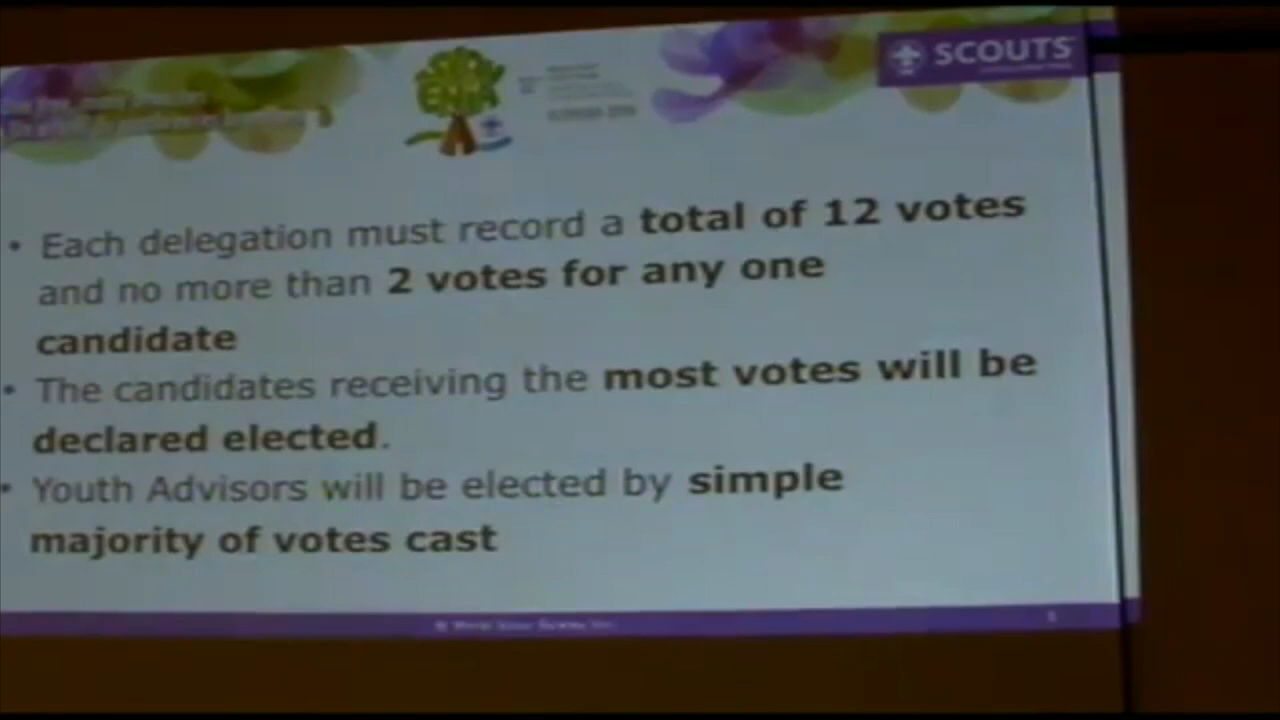 SCOUTS
• Each delegation must record a total of 12 votes
and no more than 2 votes for any one
candidate
• The candidates receiving the most votes will be
declared elected.
• Youth Advisors will be elected by simple
majority of votes cast